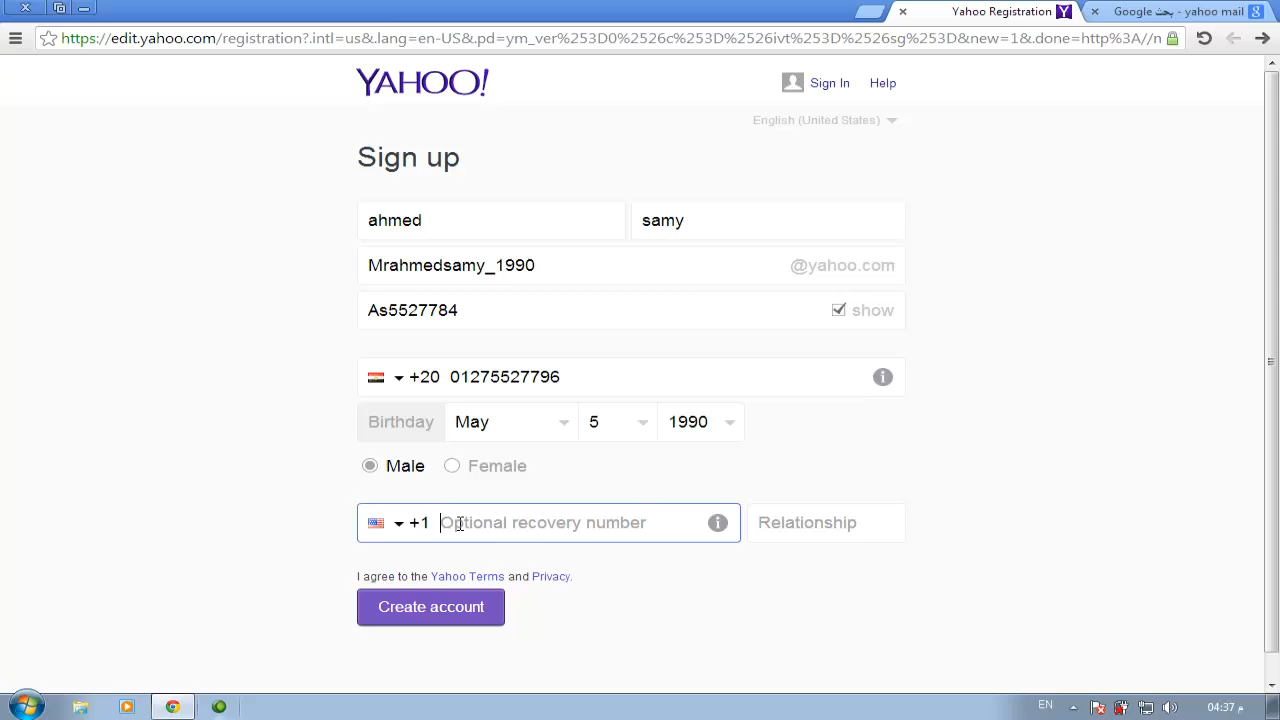 Yahoo Registration
yahoo mail - بحث Google
https://edit.yahoo.com/registration?.intl=us&.lang=en-US&.pd=ym_ver%253D0%2526c%253D%2526ivt%253D%2526sg%253D&new=1&.done=http%3A//n
YAHOO!
Sign In
Help
English (United States)
Sign up
ahmed
samy
Mrahmedsamy_1990
@yahoo.com
As5527784
show
+20 01275527796
Birthday
May
5
1990
Male
Female
+1 Optional recovery number
Relationship
I agree to the Yahoo Terms and Privacy.
Create account
EN
04:37 م